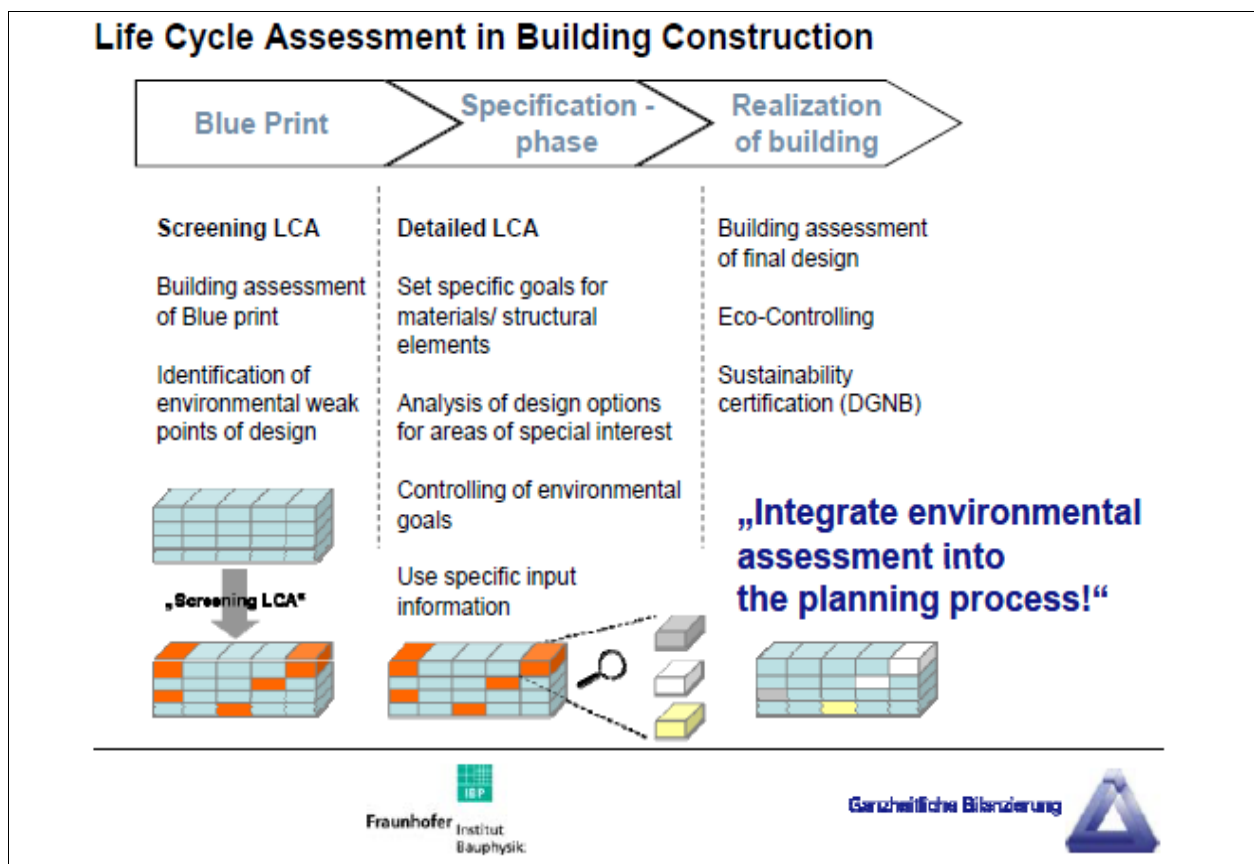 Life Cycle Assessment in Building Construction
Blue Print
Specification -
phase
Realization
of building
Screening LCA
Building assessment
of Blue print
Identification of
environmental weak
points of design
„Screening LCA“
Detailed LCA
Set specific goals for
materials/ structural
elements
Analysis of design options
for areas of special interest
Controlling of environmental
goals
Use specific input
information
Building assessment
of final design
Eco-Controlling
Sustainability
certification (DGNB)
„Integrate environmental
assessment into
the planning process!“
IBP
Fraunhofer Institut
Bauphysik
Ganzheitliche Bilanzierung